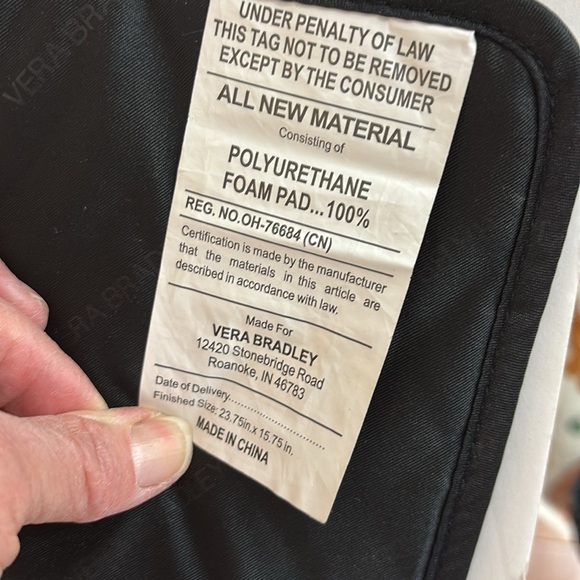 UNDER PENALTY OF LAW
THIS TAG NOT TO BE REMOVED
EXCEPT BY THE CONSUMER
ALL NEW MATERIAL
Consisting of
POLYURETHANE
FOAM PAD...100%
REG. NO.OH-76684 (CN)
Certification is made by the manufacturer
that the materials in this article are
described in accordance with law.
Made For
VERA BRADLEY
12420 Stonebridge Road
Roanoke, IN 46783
Date of Delivery........................
Finished Size: 23.75in.x 15.75 in.
MADE IN CHINA
VERA BRAD